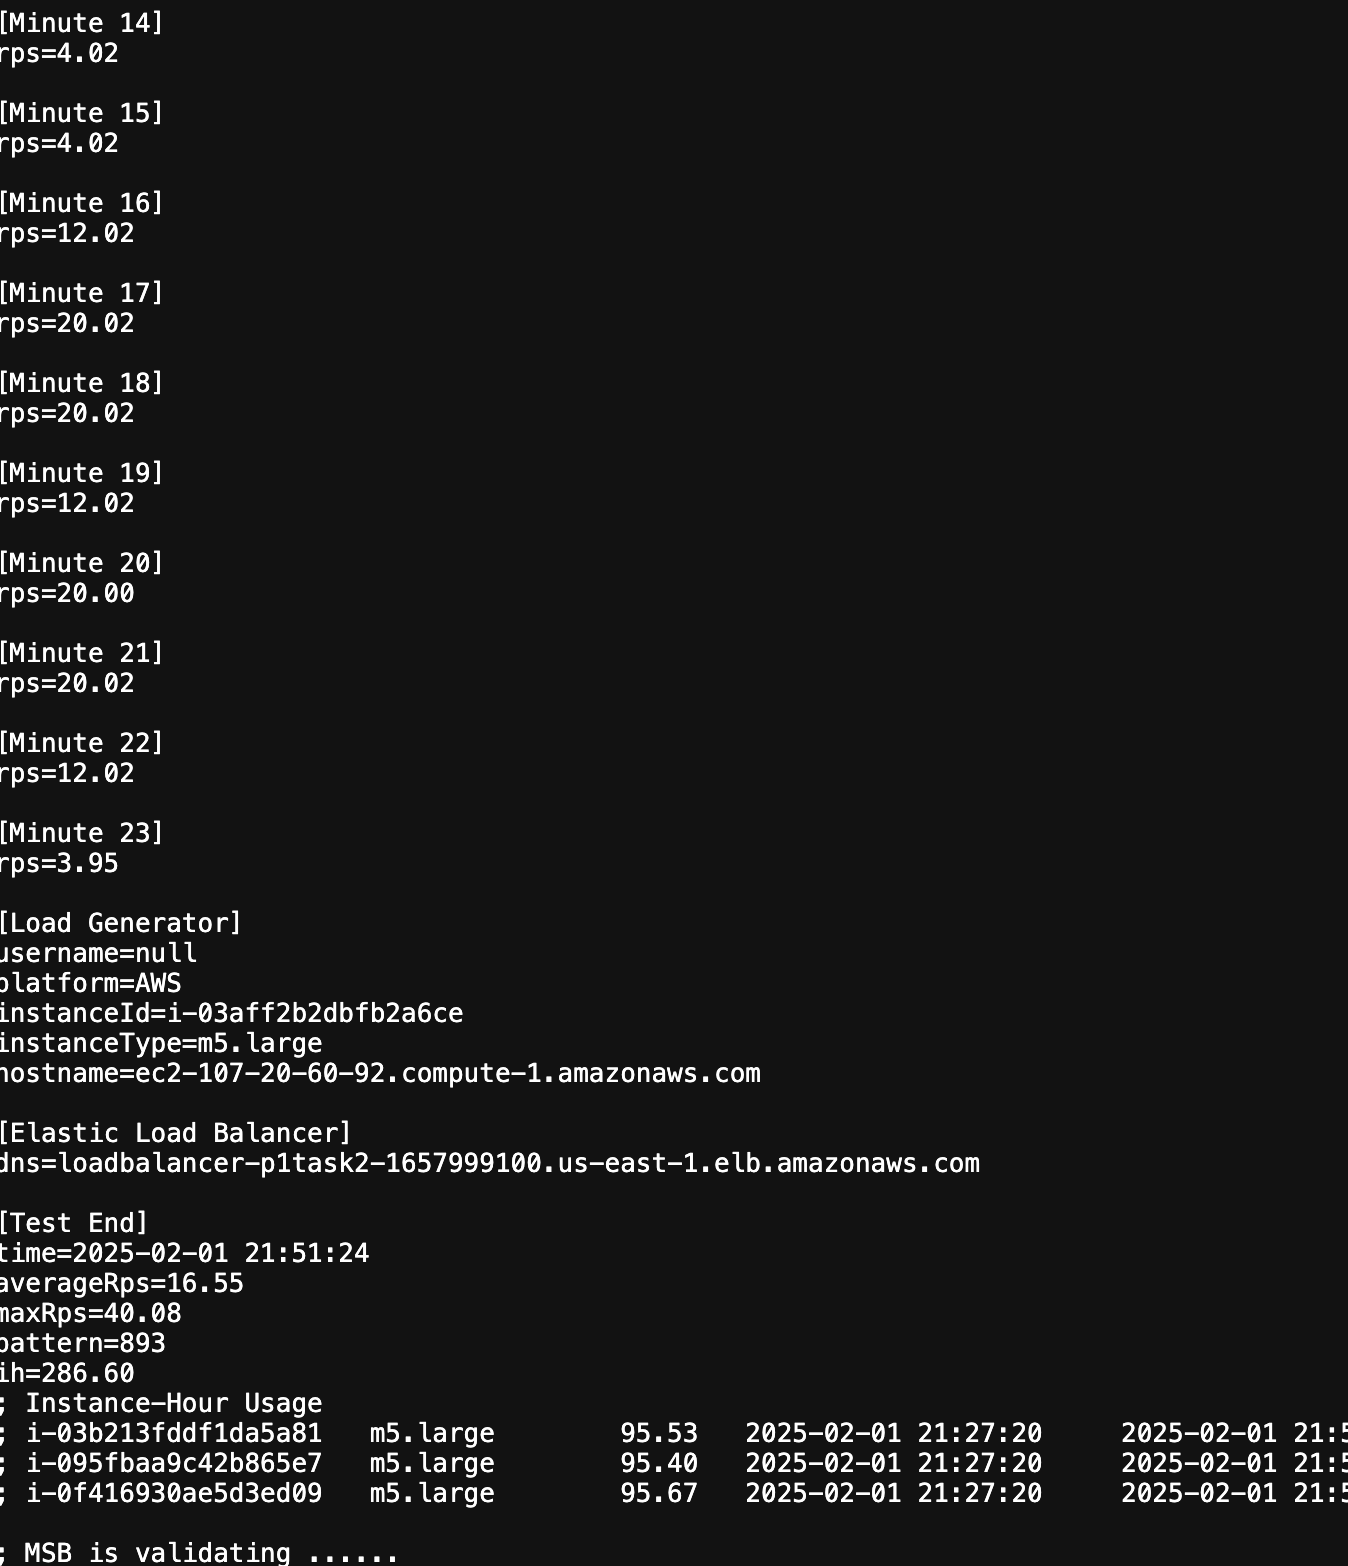 [Minute 14]
rps=4.02
[Minute 15]
rps=4.02
[Minute 16]
rps=12.02
[Minute 17]
rps=20.02
[Minute 18]
rps=20.02
[Minute 19]
rps=12.02
[Minute 20]
rps=20.00
[Minute 21]
rps=20.02
[Minute 22]
rps=12.02
[Minute 23]
rps=3.95
[Load Generator]
username=null
platform=AWS
instanceId=i-03aff2b2dbfb2a6ce
instanceType=m5.large
hostname=ec2-107-20-60-92.compute-1.amazonaws.com
[Elastic Load Balancer]
dns=loadbalancer-p1task2-1657999100.us-east-1.elb.amazonaws.com
[Test End]
time=2025-02-01 21:51:24
averageRps=16.55
maxRps=40.08
pattern=893
ih=286.60
; Instance-Hour Usage
; i-03b213fddf1da5a81 m5.large 95.53 2025-02-01 21:27:20 2025-02-01 21:5
; i-095fbaa9c42b865e7 m5.large 95.40 2025-02-01 21:27:20 2025-02-01 21:5
; i-0f416930ae5d3ed09 m5.large 95.67 2025-02-01 21:27:20 2025-02-01 21:5
; MSB is validating ......